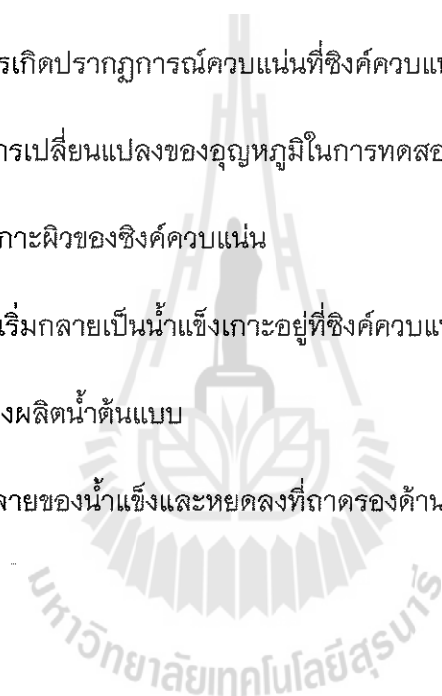 รเกิดปรากฏการณ์ควบแน่นที่ซิงค์ควบแน
ารเปลี่ยนแปลงของอุณหภูมิในการทดสอ
กาะผิวของซิงค์ควบแน่น
เริ่มกลายเป็นน้ำแข็งเกาะอยู่ที่ซิงค์ควบแน
งผลิตน้ำต้นแบบ
ลายของน้ำแข็งและหยดลงที่ถาดรองด้าน
มหาวิทยาลัยเทคโนโลยีสุรนารี